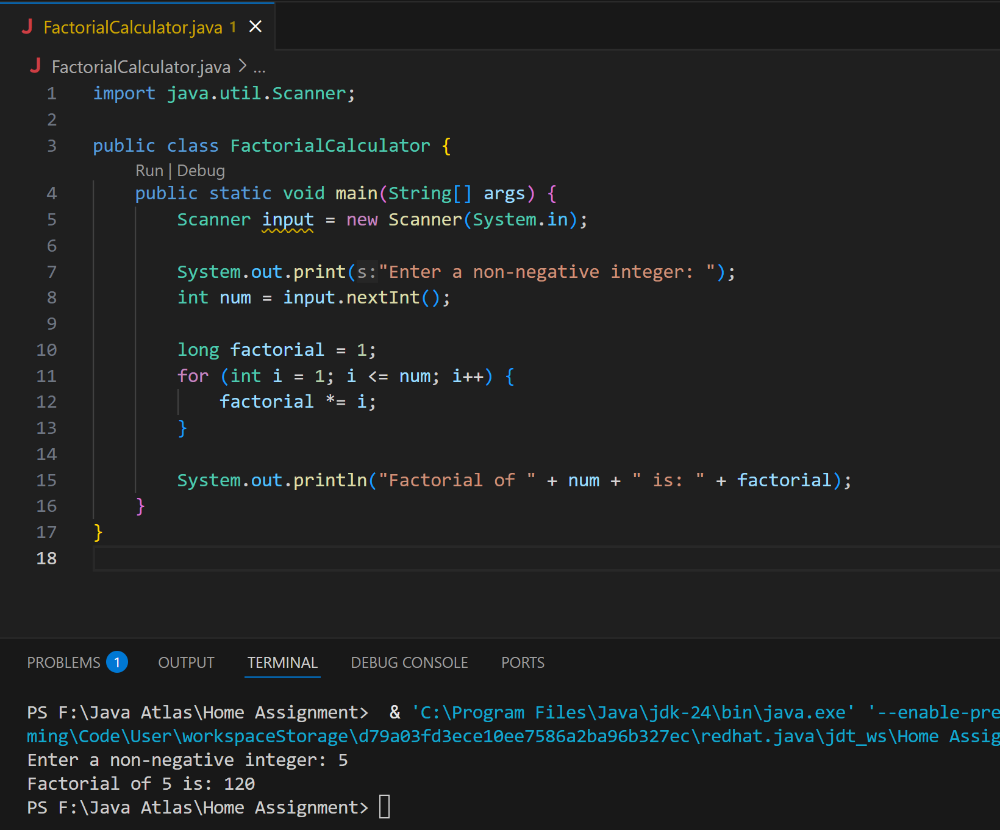 FactorialCalculator.java 1
FactorialCalculator.java > ...
1 import java.util.Scanner;
2
3 public class FactorialCalculator {
Run | Debug
4 public static void main(String[] args) {
5 Scanner input = new Scanner(System.in);
6
7 System.out.print(s:"Enter a non-negative integer: ");
8 int num = input.nextInt();
9
10 long factorial = 1;
11 for (int i = 1; i <= num; i++) {
12 factorial *= i;
13 }
14
15 System.out.println("Factorial of " + num + " is: " + factorial);
16 }
17 }
18
PROBLEMS 1 OUTPUT TERMINAL DEBUG CONSOLE PORTS
PS F:\Java Atlas\Home Assignment>  & 'C:\Program Files\Java\jdk-24\bin\java.exe' '--enable-pre
ming\Code\User\workspaceStorage\d79a03fd3ece10ee7586a2ba96b327ec\redhat.java\jdt_ws\Home Assig
Enter a non-negative integer: 5
Factorial of 5 is: 120
PS F:\Java Atlas\Home Assignment>